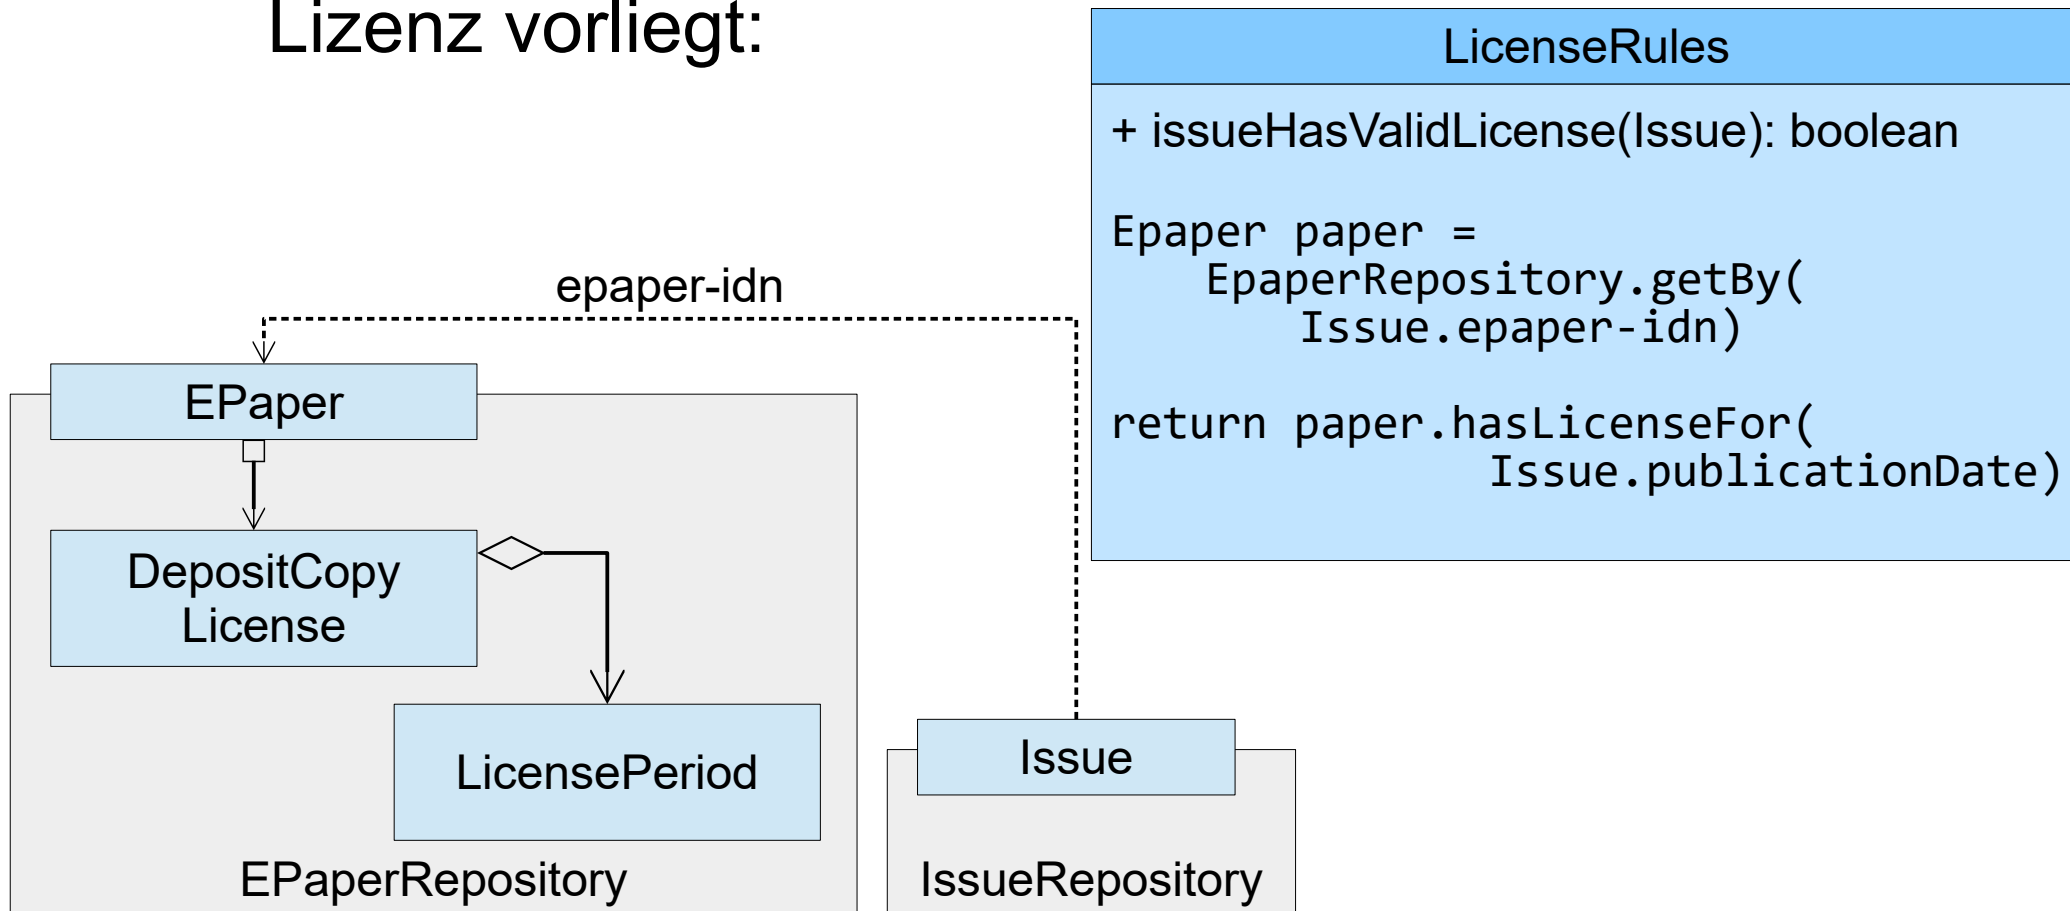 Lizenz vorliegt:
LicenseRules
+ issueHasValidLicense(Issue): boolean
Epaper paper =
EpaperRepository.getBy(
Issue.epaper-idn)
return paper.hasLicenseFor(
Issue.publicationDate)
epaper-idn
EPaper
DepositCopy
License
LicensePeriod
EPaperRepository
Issue
IssueRepository